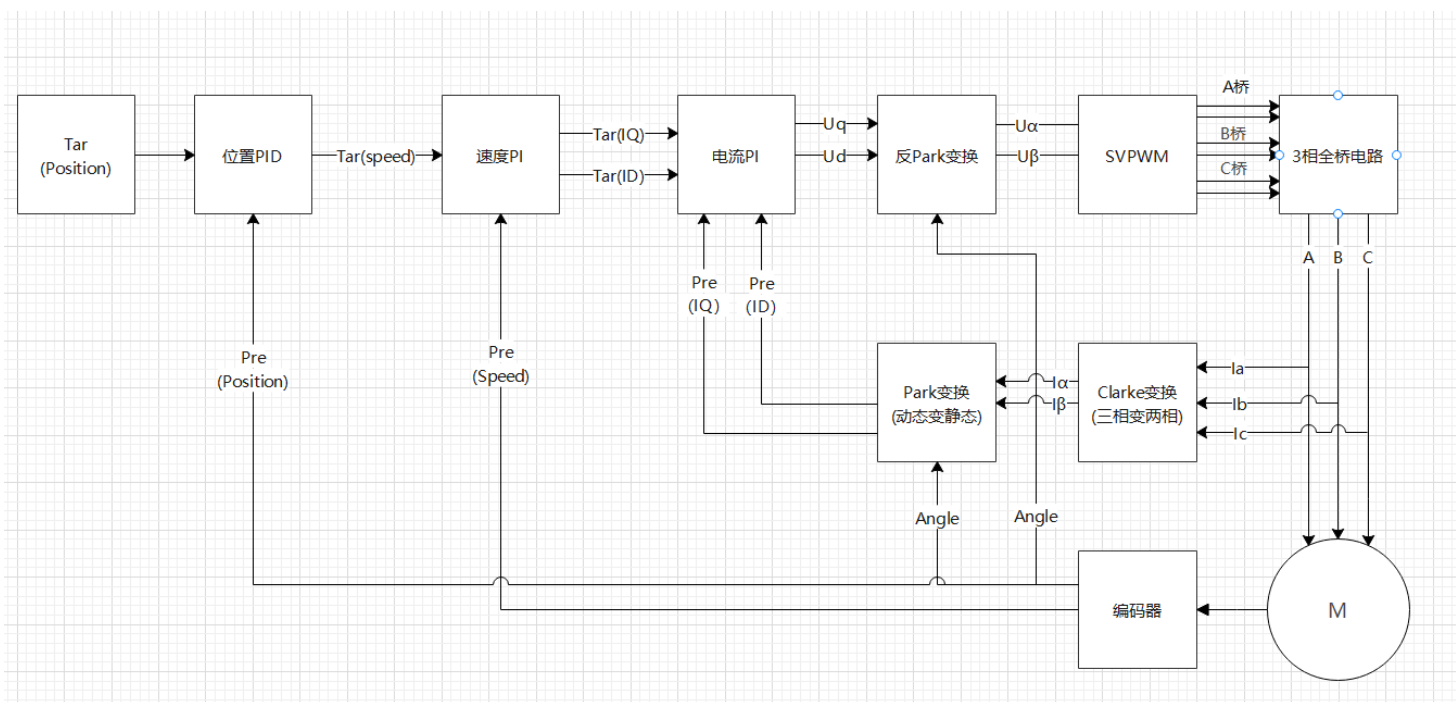 A桥
Tar
(Position)
位置PID
Tar(speed)
速度PI
Tar(IQ)
Tar(ID)
电流PI
Uq
Ud
反Park变换
Uα
Uβ
SVPWM
B桥
C桥
3相全桥电路
A
B
C
Pre
(IQ)
Pre
(ID)
Pre
(Position)
Pre
(Speed)
Park变换
(动态变静态)
Iα
Iβ
Clarke变换
(三相变两相)
Ia
Ib
Ic
Angle
Angle
编码器
M